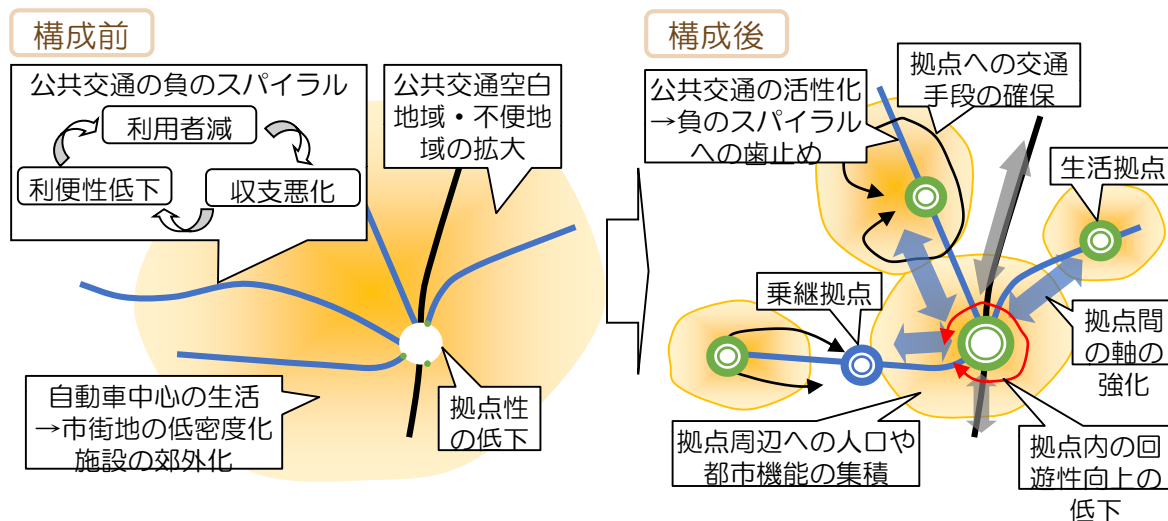 構成前
公共交通の負のスパイラル
利用者減
利便性低下
収支悪化
公共交通空白
地域・不便地
域の拡大
自動車中心の生活
→市街地の低密度化
施設の郊外化
拠点性
の低下
構成後
公共交通の活性化
→負のスパイラル
への歯止め
拠点への交通
手段の確保
生活拠点
乗継拠点
拠点間
の軸の
強化
拠点周辺への人口や
都市機能の集積
拠点内の回
遊性向上の
低下